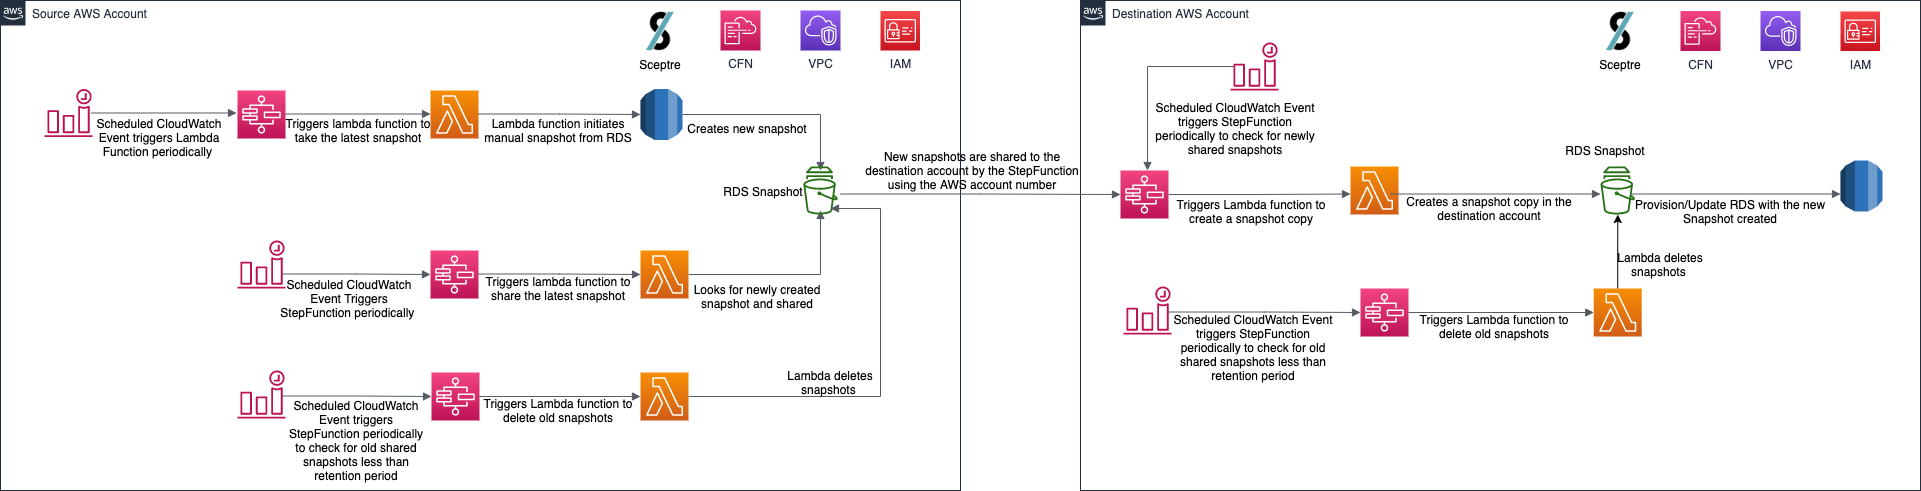 aws
Source AWS Account
Sceptre
CFN
VPC
IAM
Scheduled CloudWatch
Event triggers Lambda
Function periodically
Triggers lambda function to
take the latest snapshot
Lambda function initiates
manual snapshot from RDS
Creates new snapshot
RDS Snapshot
New snapshots are shared to the
destination account by the StepFunction
using the AWS account number
Scheduled CloudWatch
Event Triggers
StepFunction periodically
Triggers lambda function to
share the latest snapshot
Looks for newly created
snapshot and shared
Scheduled CloudWatch
Event triggers
StepFunction periodically
to check for old shared
snapshots less than
retention period
Triggers Lambda function to
delete old snapshots
Lambda deletes
snapshots
aws
Destination AWS Account
Sceptre
CFN
VPC
IAM
Scheduled CloudWatch Event
triggers StepFunction
periodically to check for newly
shared snapshots
Triggers Lambda function to
create a snapshot copy
Creates a snapshot copy in the
destination account
RDS Snapshot
Provision/Update RDS with the new
Snapshot created
Lambda deletes
snapshots
Scheduled CloudWatch Event
triggers StepFunction
periodically to check for old
shared snapshots less than
retention period
Triggers Lambda function to
delete old snapshots